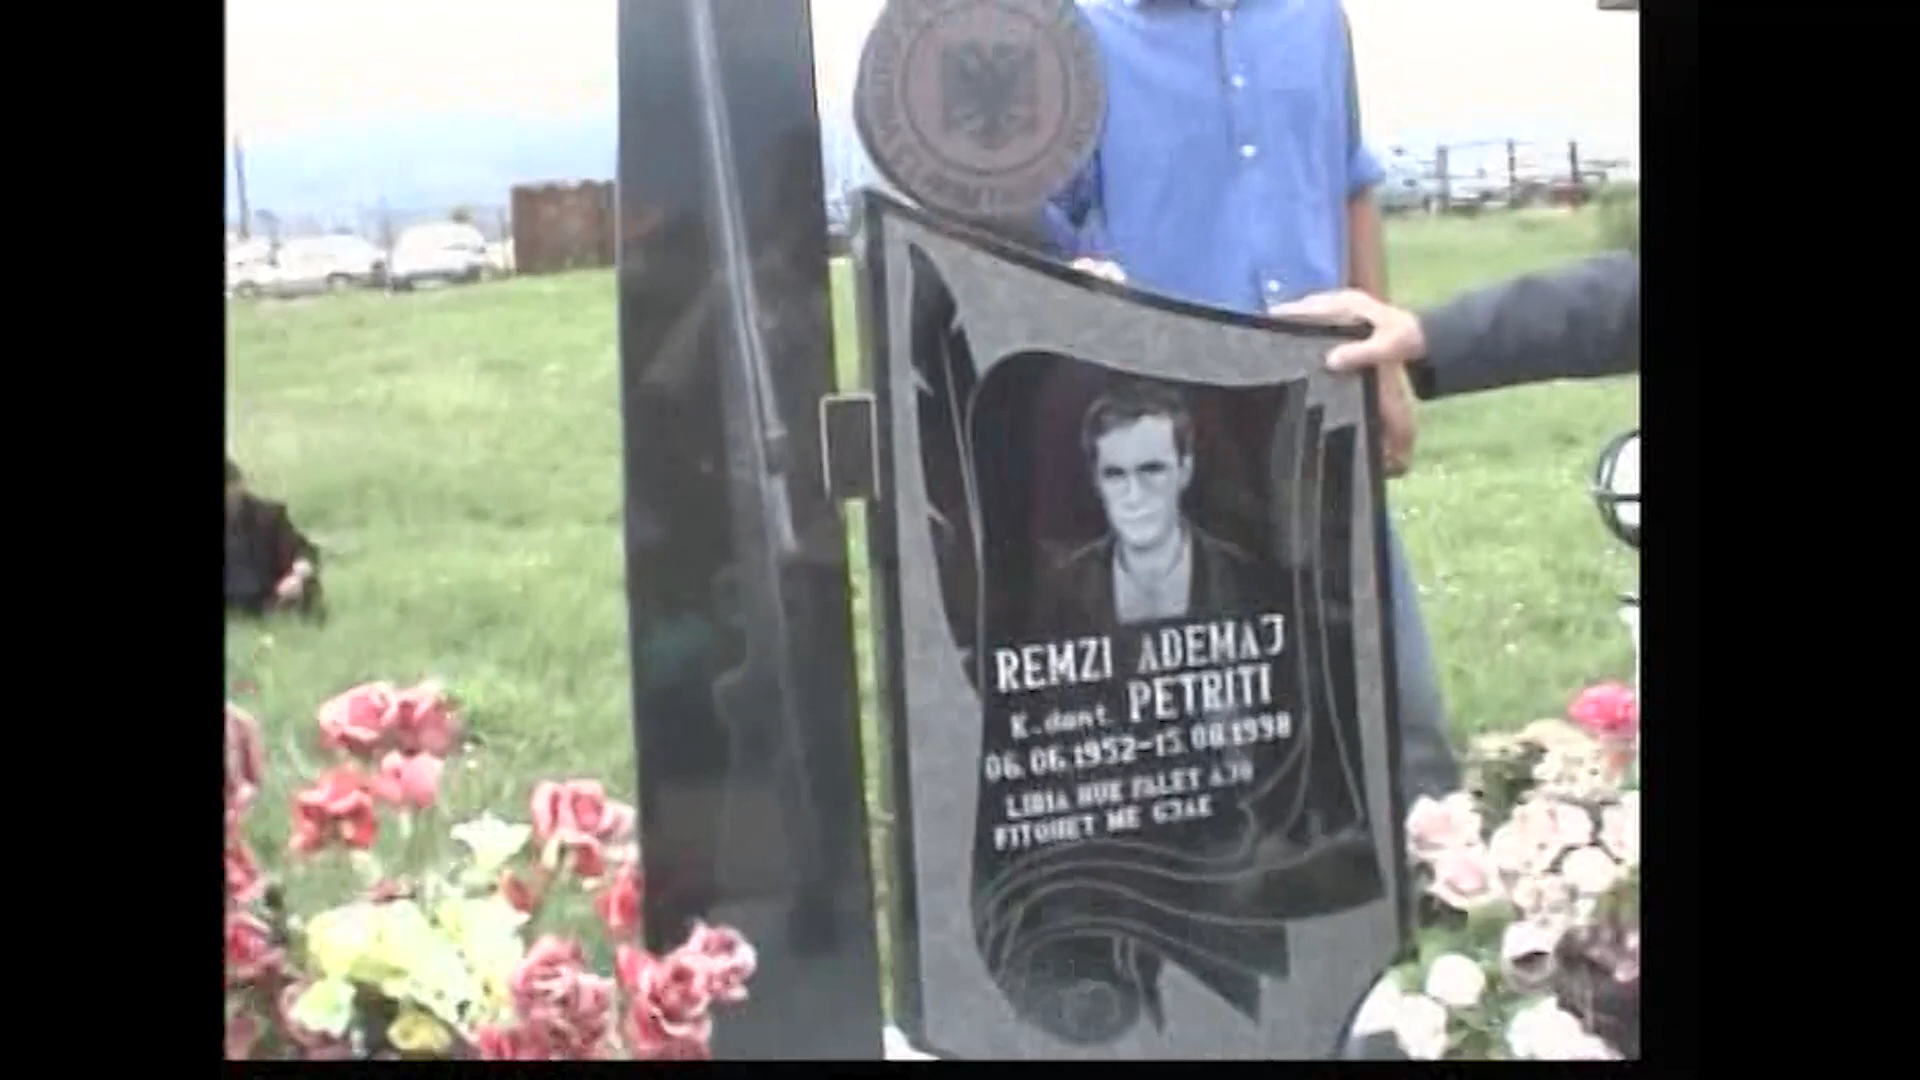 REMZI ADEMAJ
K.dant. PETRITI
06.06.1952-15.08.1998
LIRIA NUK FALET AJO
FITOHET ME GJAK